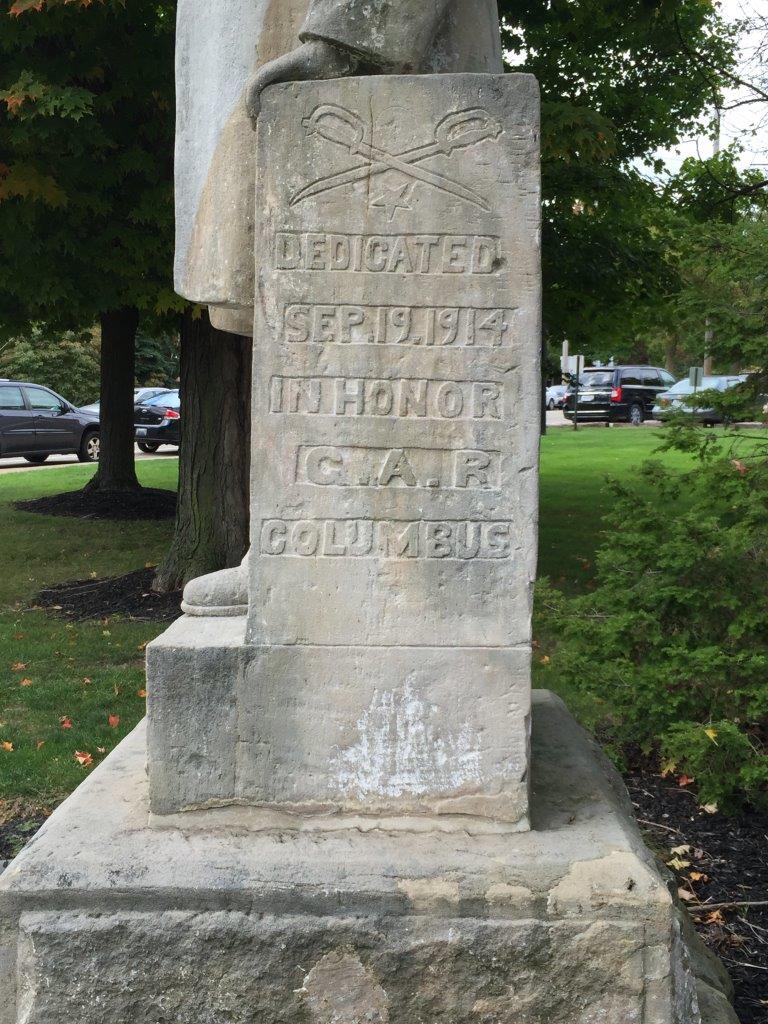 DEDICATED
SEP.19.1914
IN HONOR
G.A.R
COLUMBUS